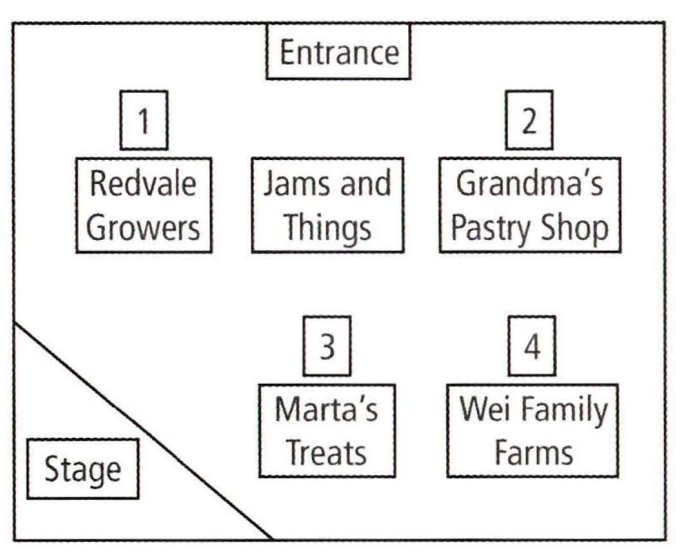 Entrance
1
2
Redvale
Growers
Jams and
Things
Grandma's
Pastry Shop
3
4
Marta's
Treats
Wei Family
Farms
Stage